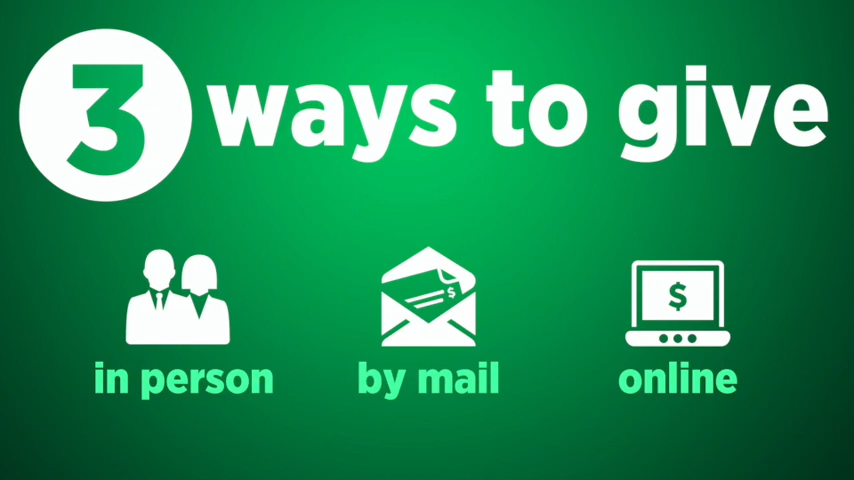 3 ways to give
$
$
in person
by mail
online